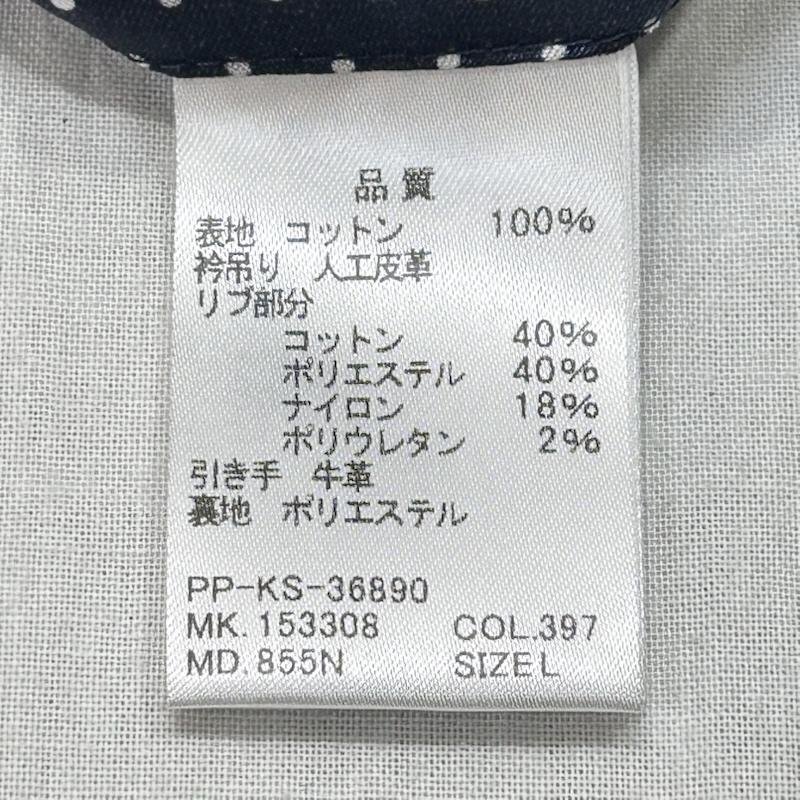 品質
表地 コットン 100%
衿吊り 人工皮革
リブ部分
コットン 40%
ポリエステル 40%
ナイロン 18%
ポリウレタン 2%
引き手 牛革
裏地 ポリエステル
PP-KS-36890
MK.153308 COL.397
MD.855N SIZE L